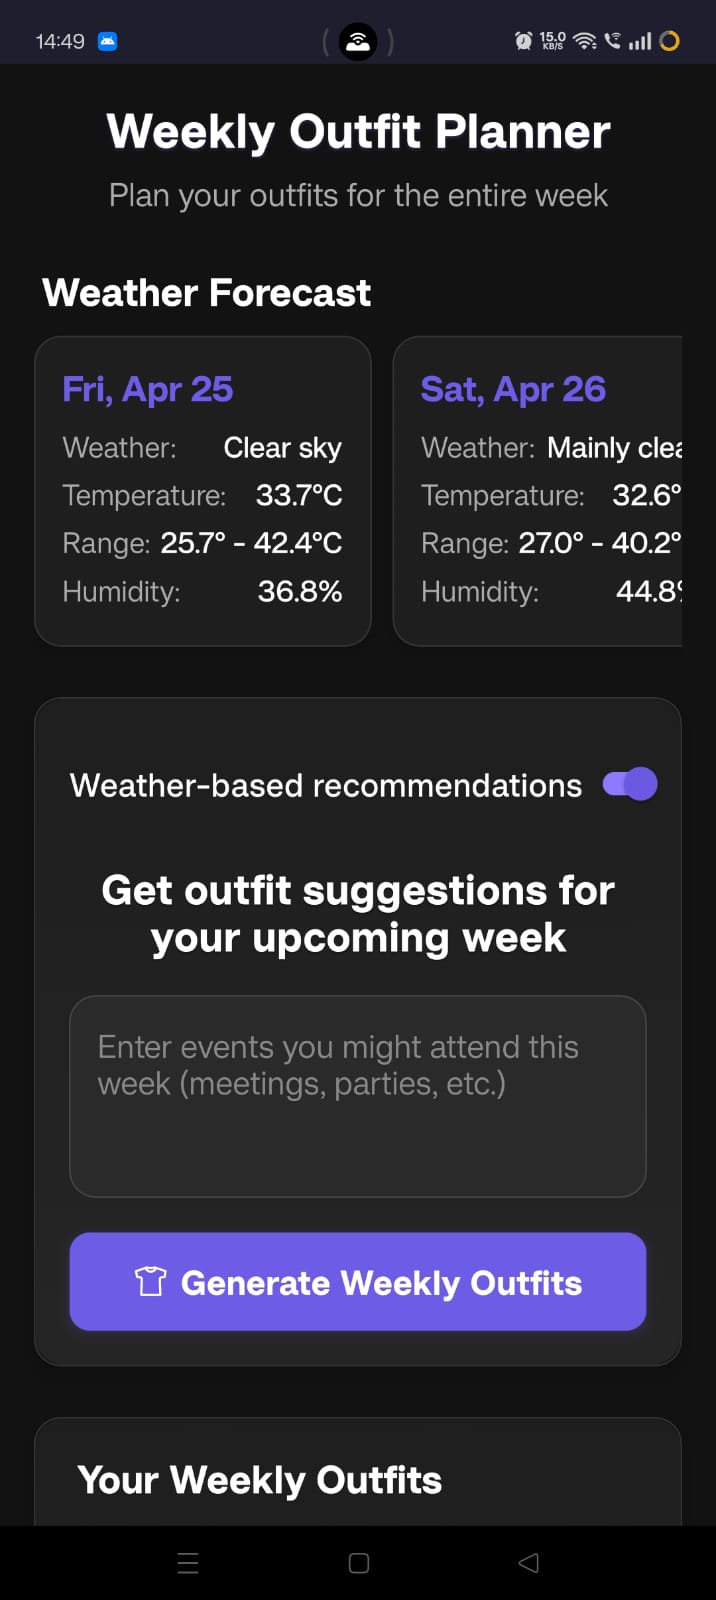 14:49
15.0
KB/S
Weekly Outfit Planner
Plan your outfits for the entire week
Weather Forecast
Fri, Apr 25
Weather: Clear sky
Temperature: 33.7°C
Range: 25.7° - 42.4°C
Humidity: 36.8%
Sat, Apr 26
Weather: Mainly clea
Temperature: 32.6°
Range: 27.0° - 40.2°
Humidity: 44.8%
Weather-based recommendations
Get outfit suggestions for
your upcoming week
Enter events you might attend this
week (meetings, parties, etc.)
Generate Weekly Outfits
Your Weekly Outfits